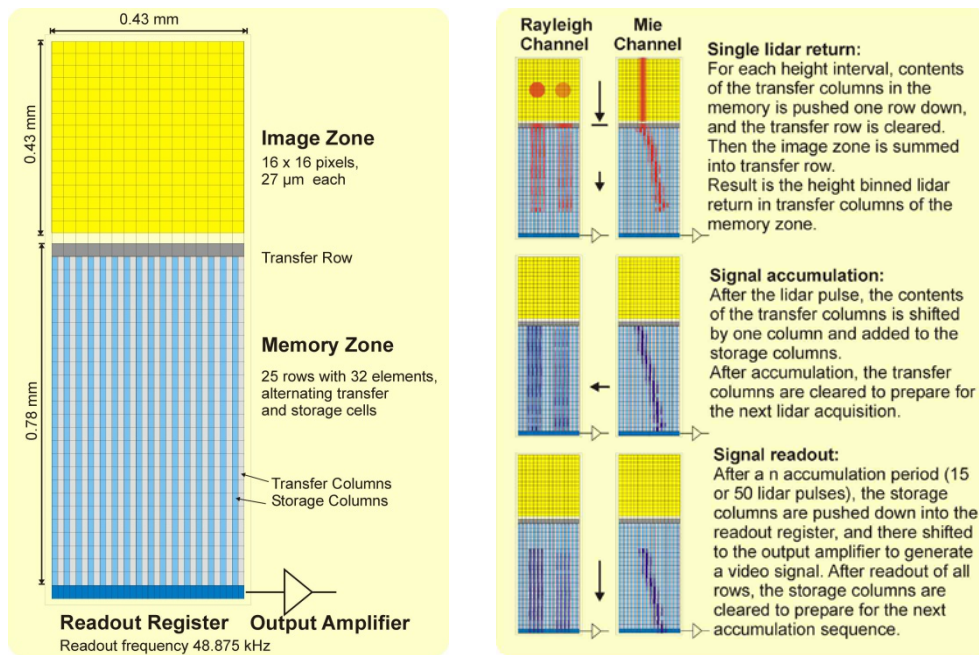 0.43 mm
0.43 mm
Image Zone
16 x 16 pixels,
27 µm each
Transfer Row
0.78 mm
Memory Zone
25 rows with 32 elements,
alternating transfer
and storage cells
Transfer Columns
Storage Columns
Readout Register
Output Amplifier
Readout frequency 48.875 kHz
Rayleigh
Channel
Mie
Channel
Single lidar return:
For each height interval, contents
of the transfer columns in the
memory is pushed one row down,
and the transfer row is cleared.
Then the image zone is summed
into transfer row.
Result is the height binned lidar
return in transfer columns of the
memory zone.
Signal accumulation:
After the lidar pulse, the contents
of the transfer columns is shifted
by one column and added to the
storage columns.
After accumulation, the transfer
columns are cleared to prepare for
the next lidar acquisition.
Signal readout:
After a n accumulation period (15
or 50 lidar pulses), the storage
columns are pushed down into the
readout register, and there shifted
to the output amplifier to generate
a video signal. After readout of all
rows, the storage columns are
cleared to prepare for the next
accumulation sequence.